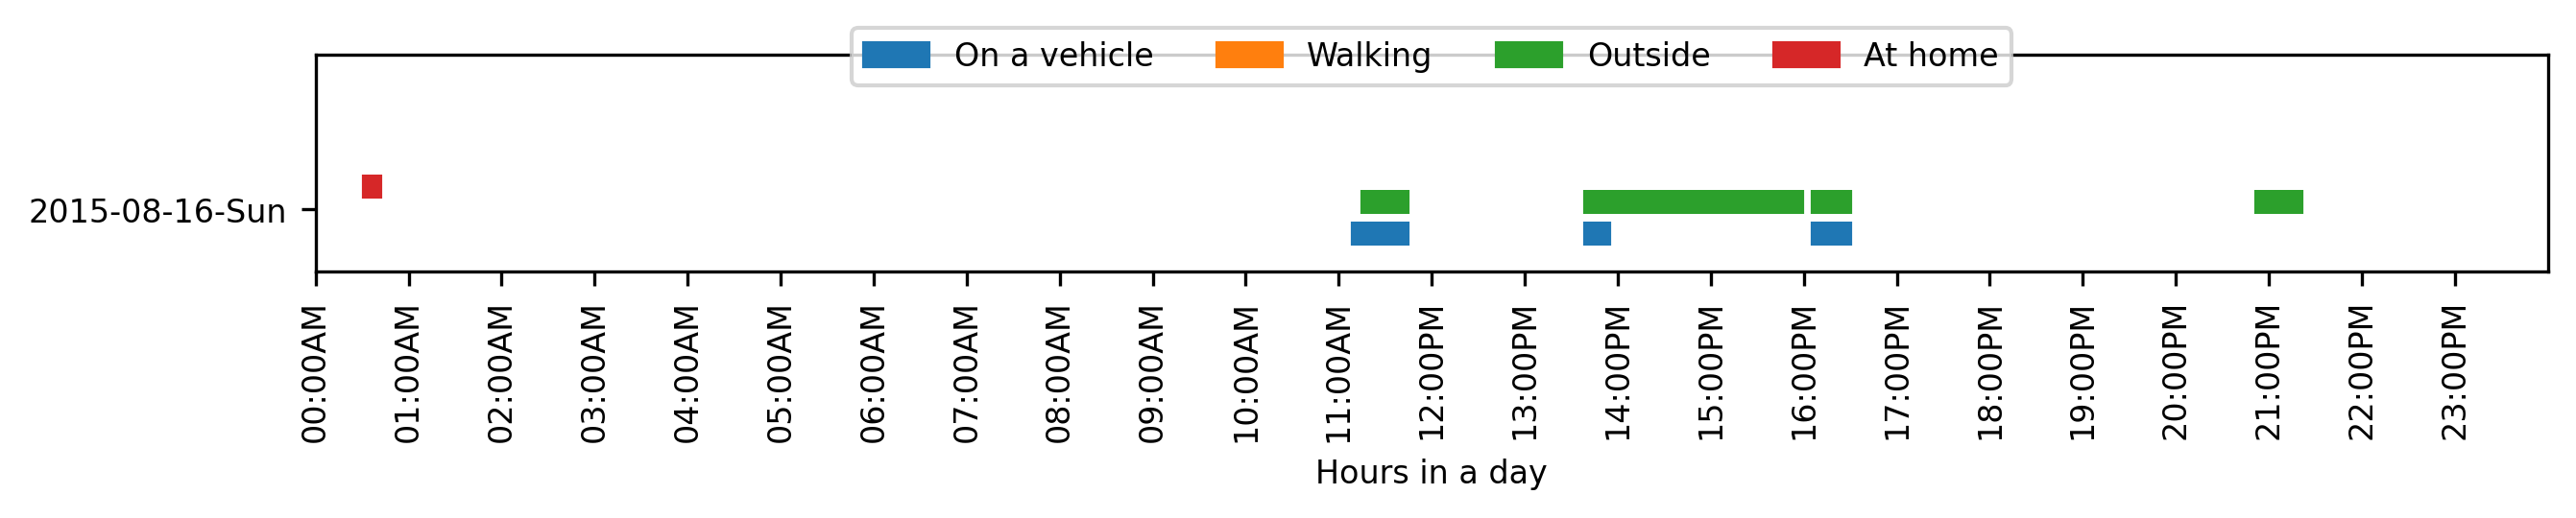 On a vehicle Walking Outside At home
2015-08-16-Sun
00:00AM 01:00AM 02:00AM 03:00AM 04:00AM 05:00AM 06:00AM 07:00AM 08:00AM 09:00AM 10:00AM 11:00AM 12:00PM 13:00PM 14:00PM 15:00PM 16:00PM 17:00PM 18:00PM 19:00PM 20:00PM 21:00PM 22:00PM 23:00PM
Hours in a day